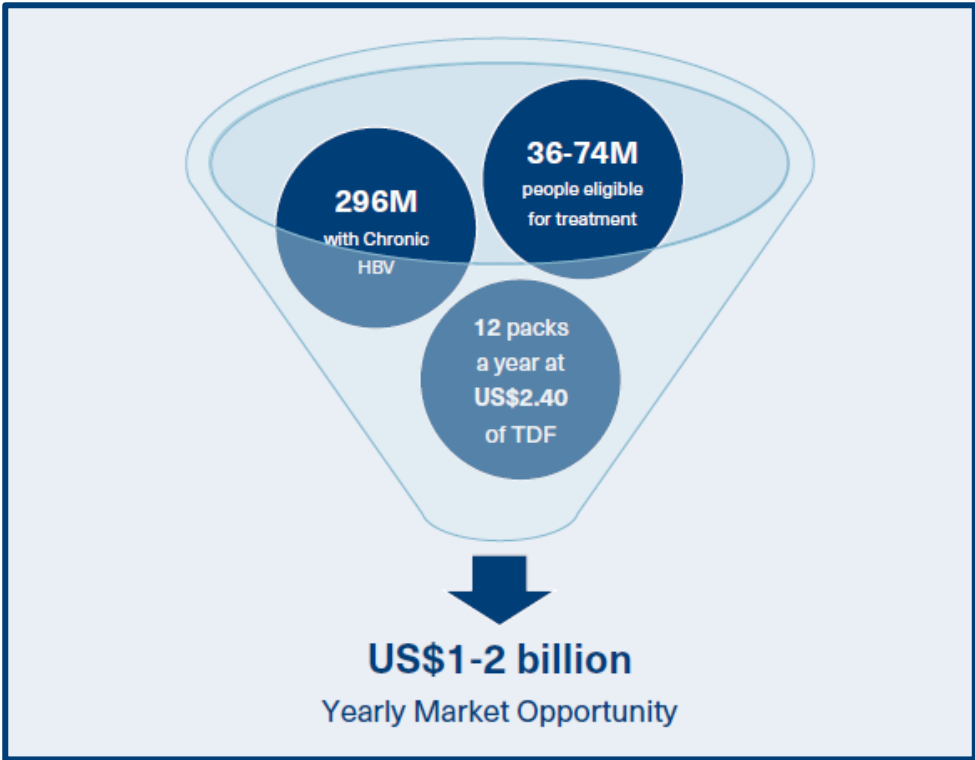 296M
with Chronic
HBV
36-74M
people eligible
for treatment
12 packs
a year at
US$2.40
of TDF
US$1-2 billion
Yearly Market Opportunity